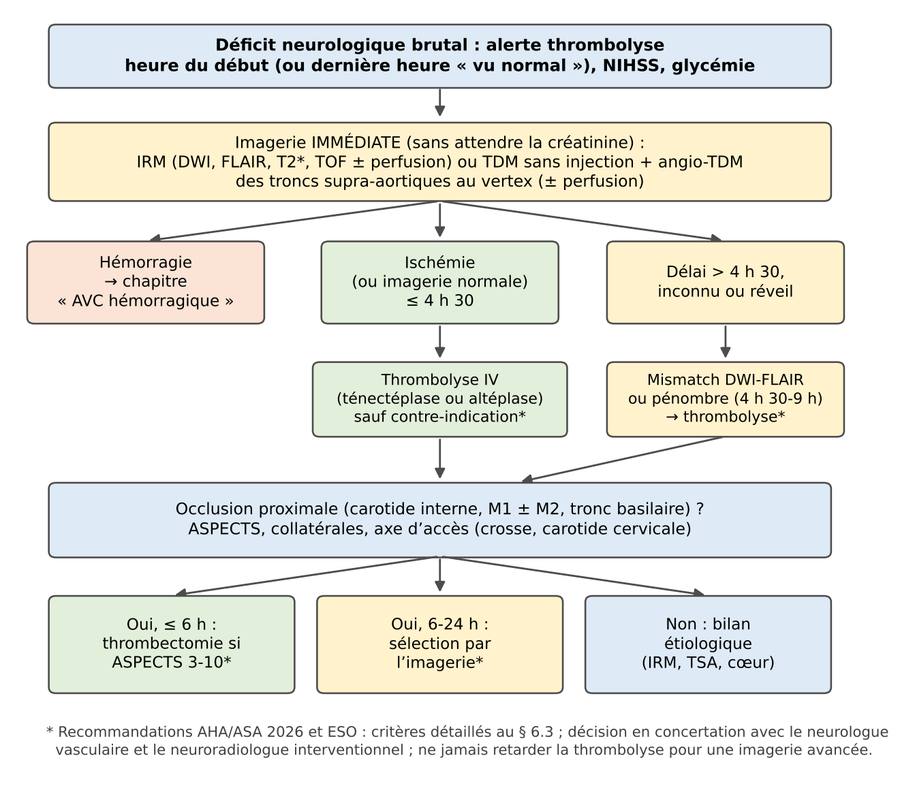 Déficit neurologique brutal : alerte thrombolyse
heure du début (ou dernière heure « vu normal »), NIHSS, glycémie
Imagerie IMMÉDIATE (sans attendre la créatinine) :
IRM (DWI, FLAIR, T2*, TOF ± perfusion) ou TDM sans injection + angio-TDM
des troncs supra-aortiques au vertex (± perfusion)
Hémorragie
→ chapitre
« AVC hémorragique »
Ischémie
(ou imagerie normale)
≤ 4 h 30
Délai > 4 h 30,
inconnu ou réveil
Thrombolyse IV
(ténectéplase ou altéplase)
sauf contre-indication*
Mismatch DWI-FLAIR
ou pénombre (4 h 30-9 h)
→ thrombolyse*
Occlusion proximale (carotide interne, M1 ± M2, tronc basilaire) ?
ASPECTS, collatérales, axe d’accès (crosse, carotide cervicale)
Oui, ≤ 6 h :
thrombectomie si
ASPECTS 3-10*
Oui, 6-24 h :
sélection par
l’imagerie*
Non : bilan
étiologique
(IRM, TSA, cœur)
* Recommandations AHA/ASA 2026 et ESO : critères détaillés au § 6.3 ; décision en concertation avec le neurologue
vasculaire et le neuroradiologue interventionnel ; ne jamais retarder la thrombolyse pour une imagerie avancée.